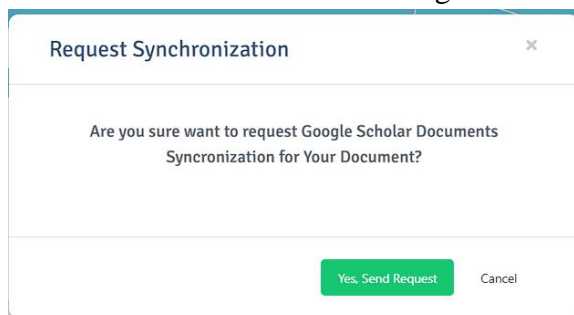 Request Synchronization ×
Are you sure want to request Google Scholar Documents
Syncronization for Your Document?
Yes, Send Request Cancel